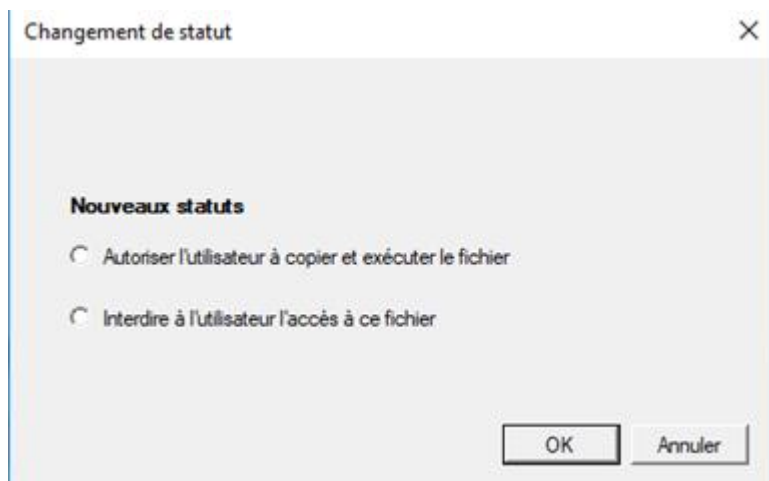 Changement de statut
Nouveaux statuts
Autoriser l'utilisateur à copier et exécuter le fichier
Interdire à l'utilisateur l'accès à ce fichier
OK Annuler